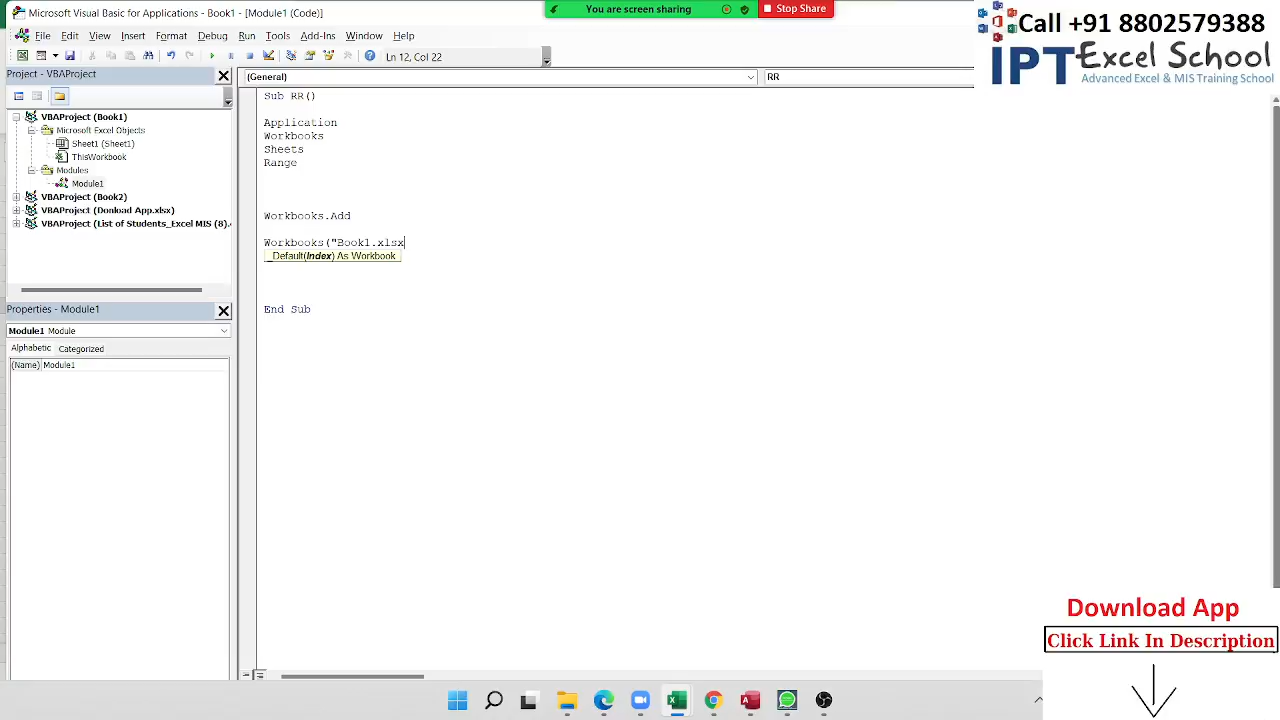 Microsoft Visual Basic for Applications - Book1 - [Module1 (Code)]
You are screen sharing
Stop Share
Call +91 8802579388
IPT Excel School
Advanced Excel & MIS Training School
File Edit View Insert Format Debug Run Tools Add-Ins Window Help
Ln 12, Col 22
Project - VBAProject
(General)
RR
VBAProject (Book1)
Microsoft Excel Objects
Sheet1 (Sheet1)
ThisWorkbook
Modules
Module1
VBAProject (Book2)
VBAProject (Donload App.xlsx)
VBAProject (List of Students_Excel MIS (8).
Sub RR()
Application
Workbooks
Sheets
Range
Workbooks.Add
Workbooks("Book1.xlsx
_Default(Index) As Workbook
End Sub
Properties - Module1
Module1 Module
Alphabetic Categorized
(Name) Module1
Download App
Click Link In Description